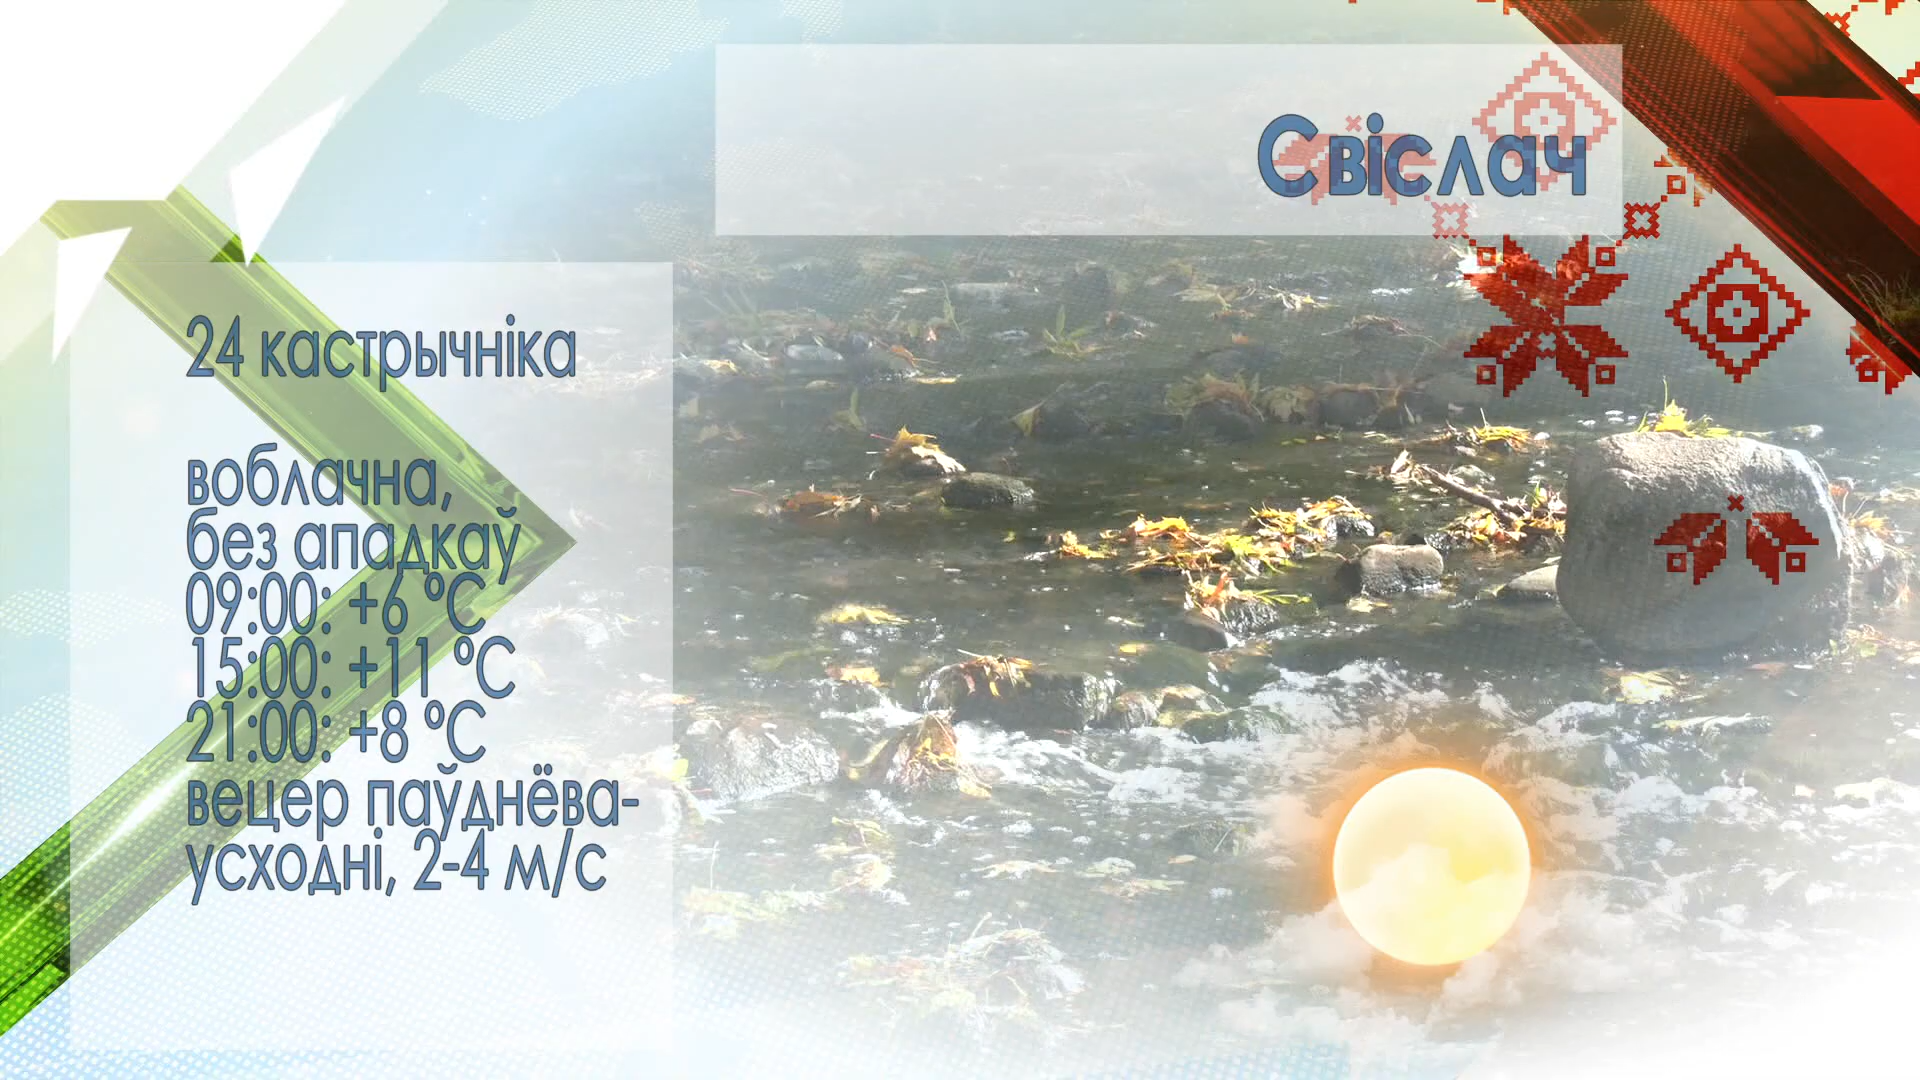 Свіслач
24 кастрычніка
воблачна,
без ападкаў
09:00: +6 °C
15:00: +11 °C
21:00: +8 °C
вецер паўднёва-
усходні, 2-4 м/с